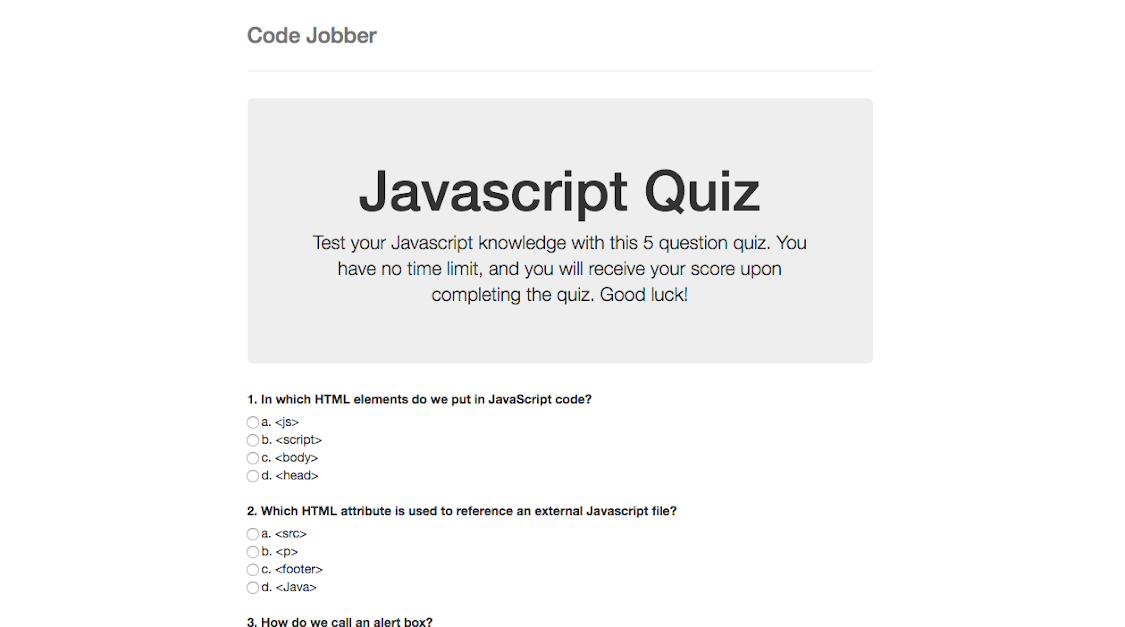 Code Jobber
Javascript Quiz
Test your Javascript knowledge with this 5 question quiz. You
have no time limit, and you will receive your score upon
completing the quiz. Good luck!
1. In which HTML elements do we put in JavaScript code?
a. <js>
b. <script>
c. <body>
d. <head>
2. Which HTML attribute is used to reference an external Javascript file?
a. <src>
b. <p>
c. <footer>
d. <Java>
3. How do we call an alert box?